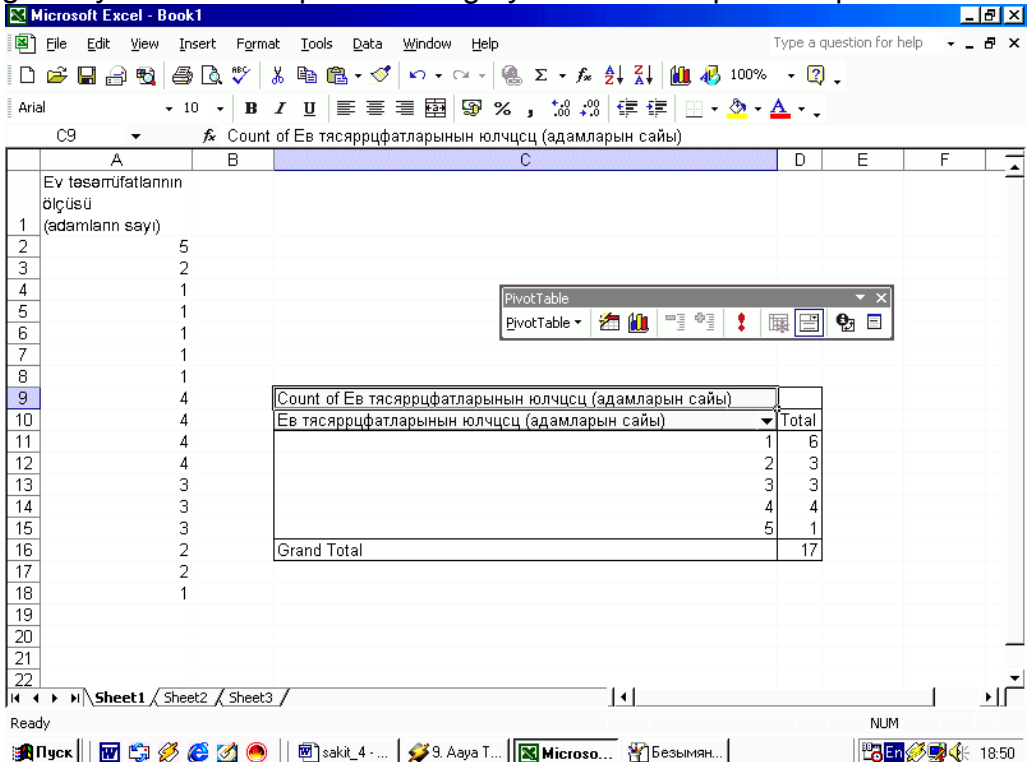 Microsoft Excel - Book1
File Edit View Insert Format Tools Data Window Help Type a question for help
100%
Arial 10 B I U % ,
C9 fx Count of Ев тясяррцфатларынын юлчцсц (адамларын сайы)
A B C D E F
Ev təsərrüfatlarının
ölçüsü
1 (adamların sayı)
2 5
3 2
4 1
PivotTable
5 1
PivotTable
6 1
7 1
8 1
9 4 Count of Ев тясяррцфатларынын юлчцсц (адамларын сайы)
10 4 Ев тясяррцфатларынын юлчцсц (адамларын сайы) Total
11 4 1 6
12 4 2 3
13 3 3 3
14 3 4 4
15 3 5 1
16 2 Grand Total 17
17 2
18 1
19
20
21
22
Sheet1 Sheet2 Sheet3
Ready NUM
Пуск sakit_4 - ... 9. Aaya T... Microso... Безымян... En 18:50